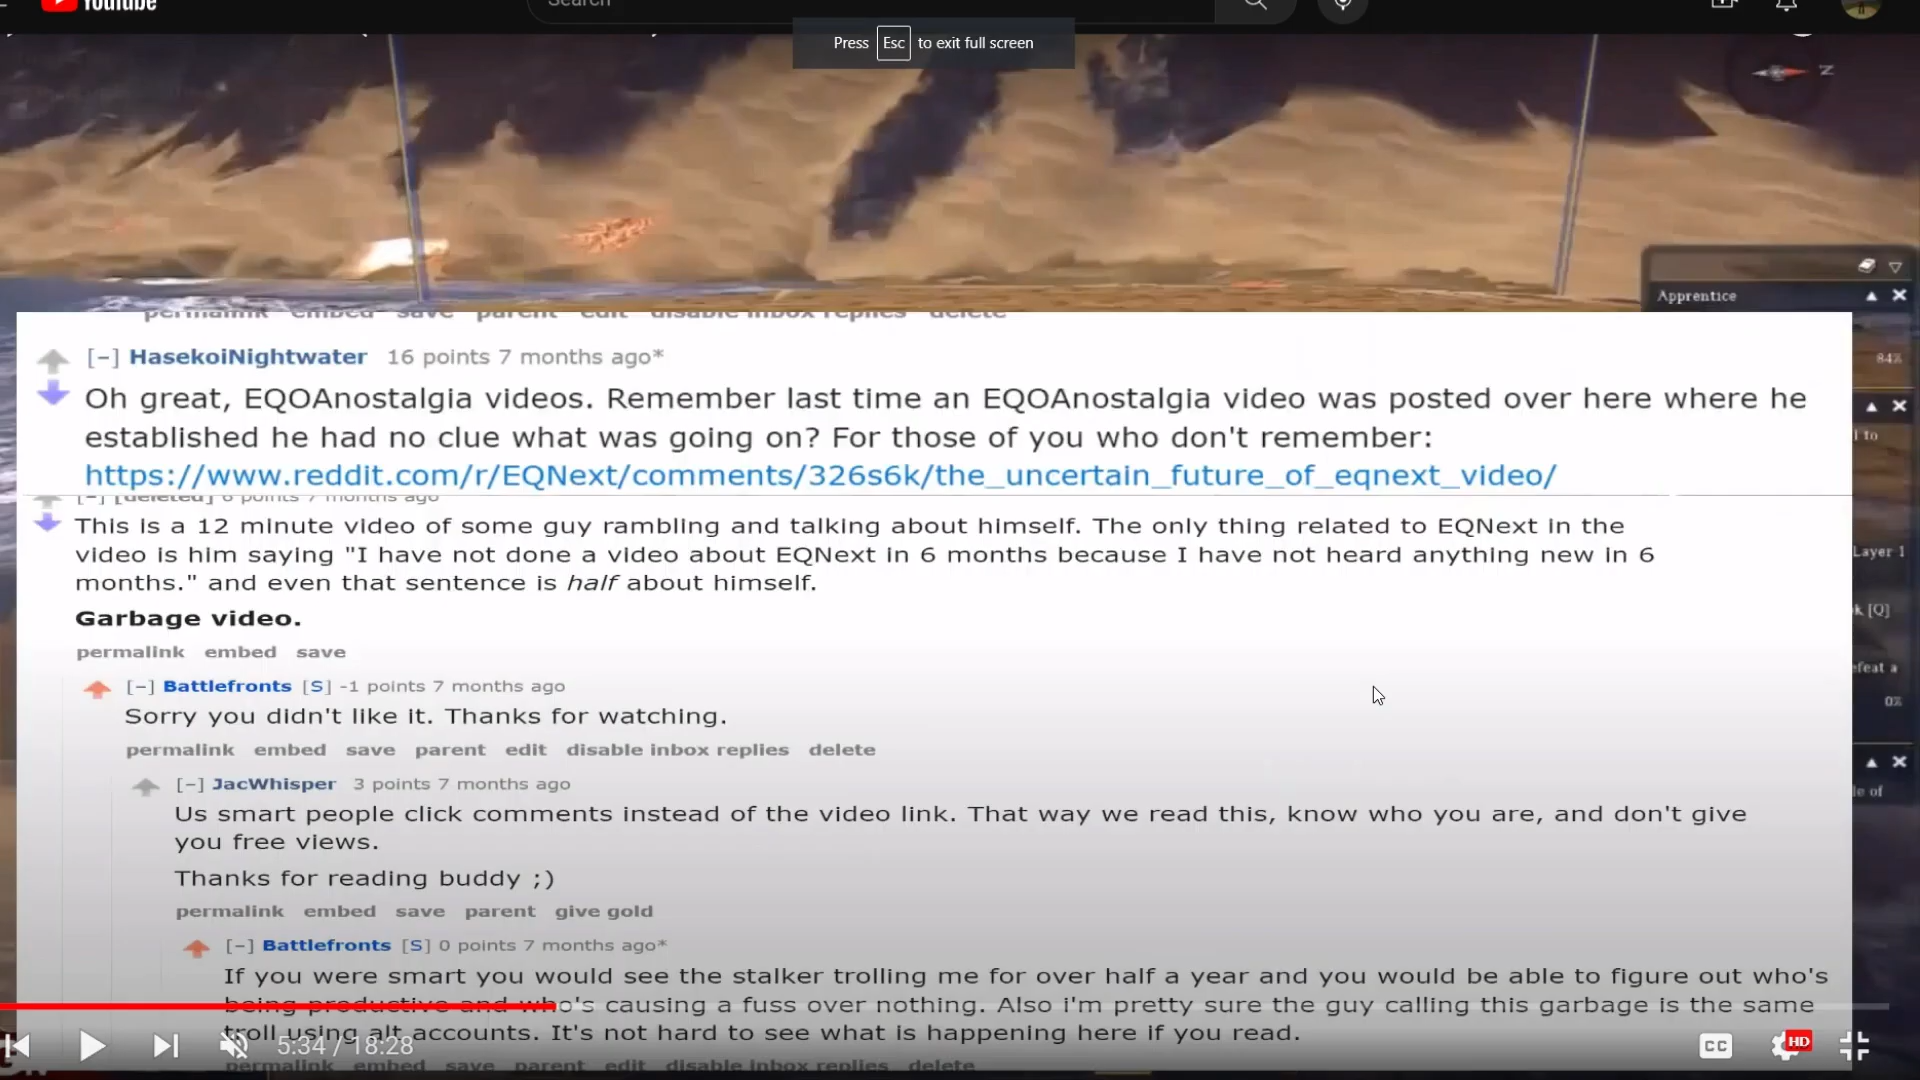 YouTube
Search
Press Esc to exit full screen
Z
Apprentice
84%
permalink embed save parent edit disable inbox replies delete
[-] HasekoiNightwater 16 points 7 months ago*
Oh great, EQOAnostalgia videos. Remember last time an EQOAnostalgia video was posted over here where he
established he had no clue what was going on? For those of you who don't remember:
https://www.reddit.com/r/EQNext/comments/326s6k/the_uncertain_future_of_eqnext_video/
[-] [deleted] 6 points 7 months ago
This is a 12 minute video of some guy rambling and talking about himself. The only thing related to EQNext in the
video is him saying "I have not done a video about EQNext in 6 months because I have not heard anything new in 6
months." and even that sentence is half about himself.
Garbage video.
permalink embed save
[-] Battlefronts [S] -1 points 7 months ago
Sorry you didn't like it. Thanks for watching.
permalink embed save parent edit disable inbox replies delete
[-] JacWhisper 3 points 7 months ago
Us smart people click comments instead of the video link. That way we read this, know who you are, and don't give
you free views.
Thanks for reading buddy ;)
permalink embed save parent give gold
[-] Battlefronts [S] 0 points 7 months ago*
If you were smart you would see the stalker trolling me for over half a year and you would be able to figure out who's
being productive and who's causing a fuss over nothing. Also i'm pretty sure the guy calling this garbage is the same
troll using alt accounts. It's not hard to see what is happening here if you read.
permalink embed save parent edit disable inbox replies delete
to
Layer 1
[Q]
a
0%
of
5:34 / 18:28
CC
HD